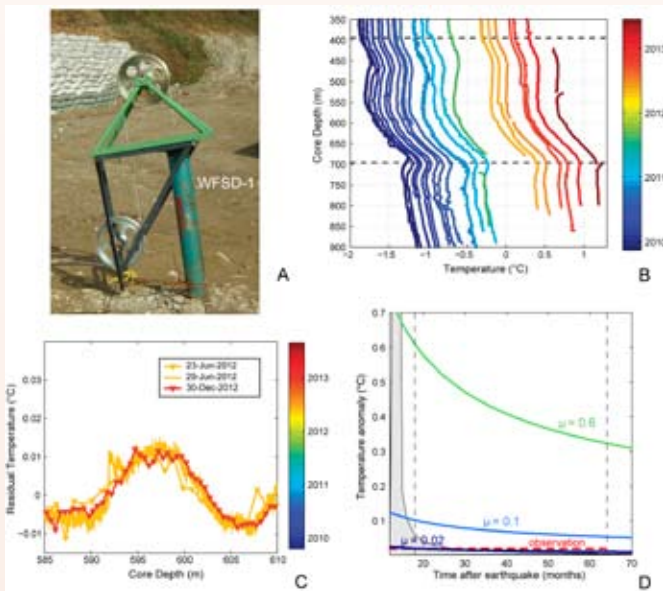 WFSD-1
A
350
400
450
500
550
600
650
700
750
800
850
900
Core Depth (m)
-2 -1.5 -1 -0.5 0 0.5 1
Temperature (°C)
2013
2012
2011
2010
B
0.03
0.02
0.01
0
-0.01
Residual Temperature (°C)
23-Jun-2012
29-Jun-2012
30-Dec-2012
585 590 595 600 605 610
Core Depth (m)
2013
2012
2011
2010
C
0.7
0.6
0.5
0.4
0.3
0.2
0.1
Temperature anomaly (°C)
μ = 0.6
μ = 0.1
μ = 0.02
observation
20 30 40 50 60 70
Time after earthquake (months)
D